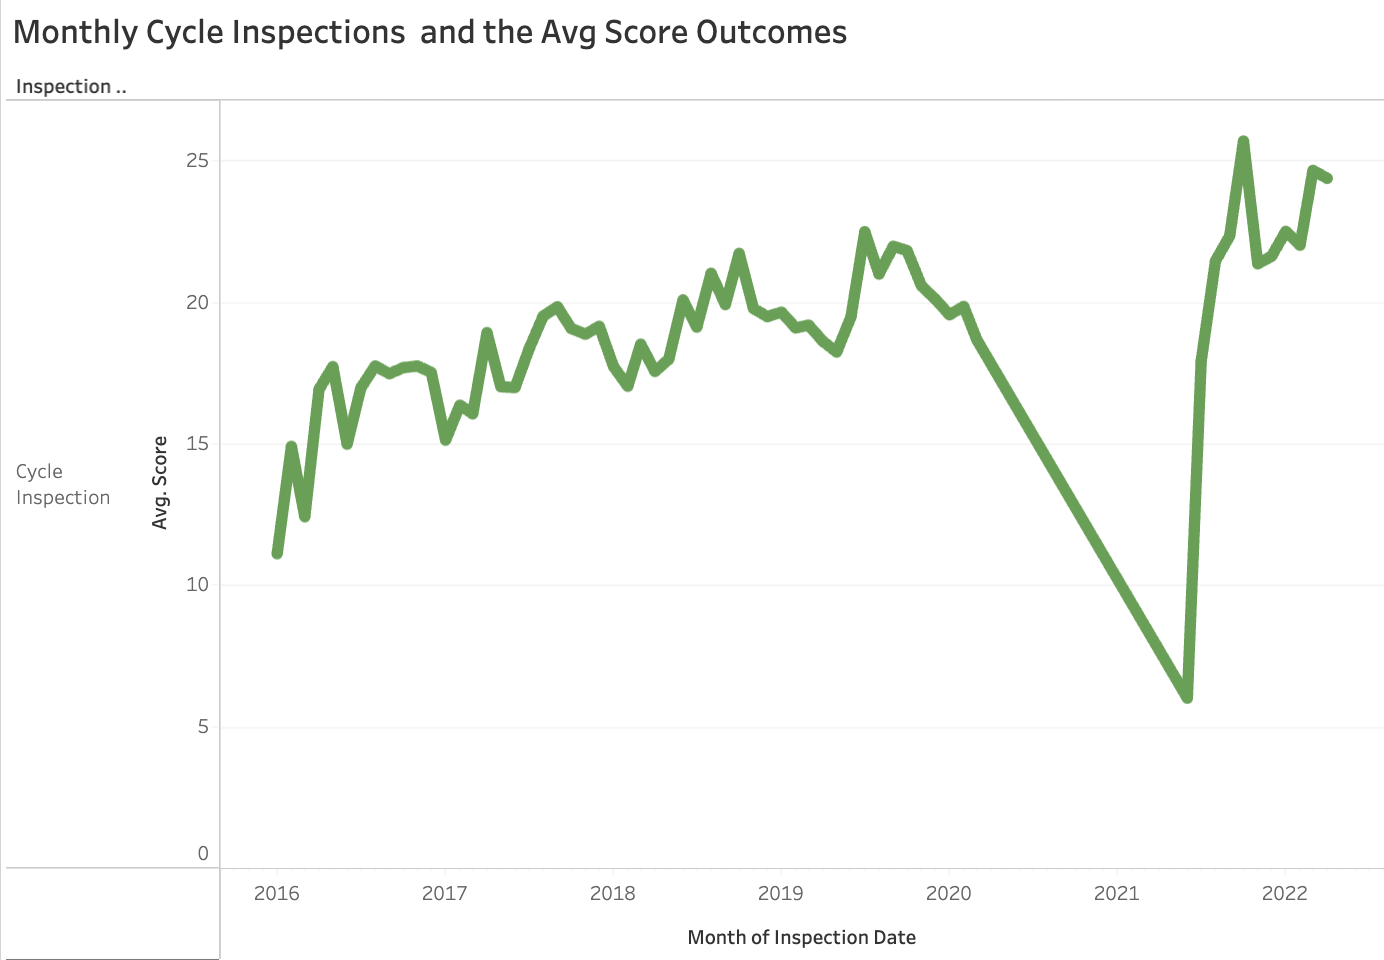 Monthly Cycle Inspections  and the Avg Score Outcomes
Inspection ..
Cycle
Inspection
Avg. Score
25
20
15
10
5
0
2016
2017
2018
2019
2020
2021
2022
Month of Inspection Date